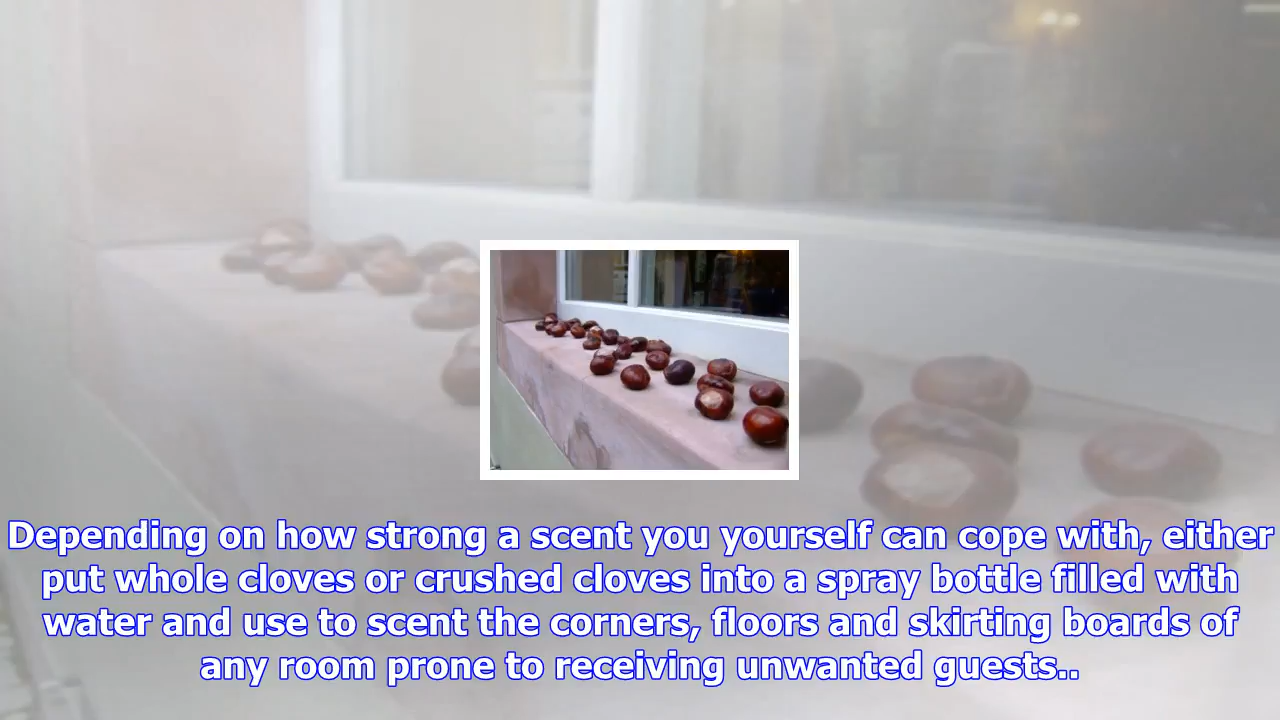 Depending on how strong a scent you yourself can cope with, either
put whole cloves or crushed cloves into a spray bottle filled with
water and use to scent the corners, floors and skirting boards of
any room prone to receiving unwanted guests..